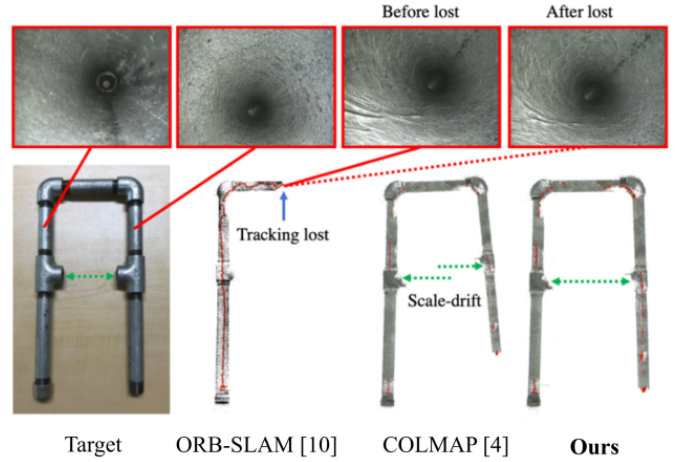 Before lost
After lost
Tracking lost
Scale-drift
Target
ORB-SLAM [10]
COLMAP [4]
Ours